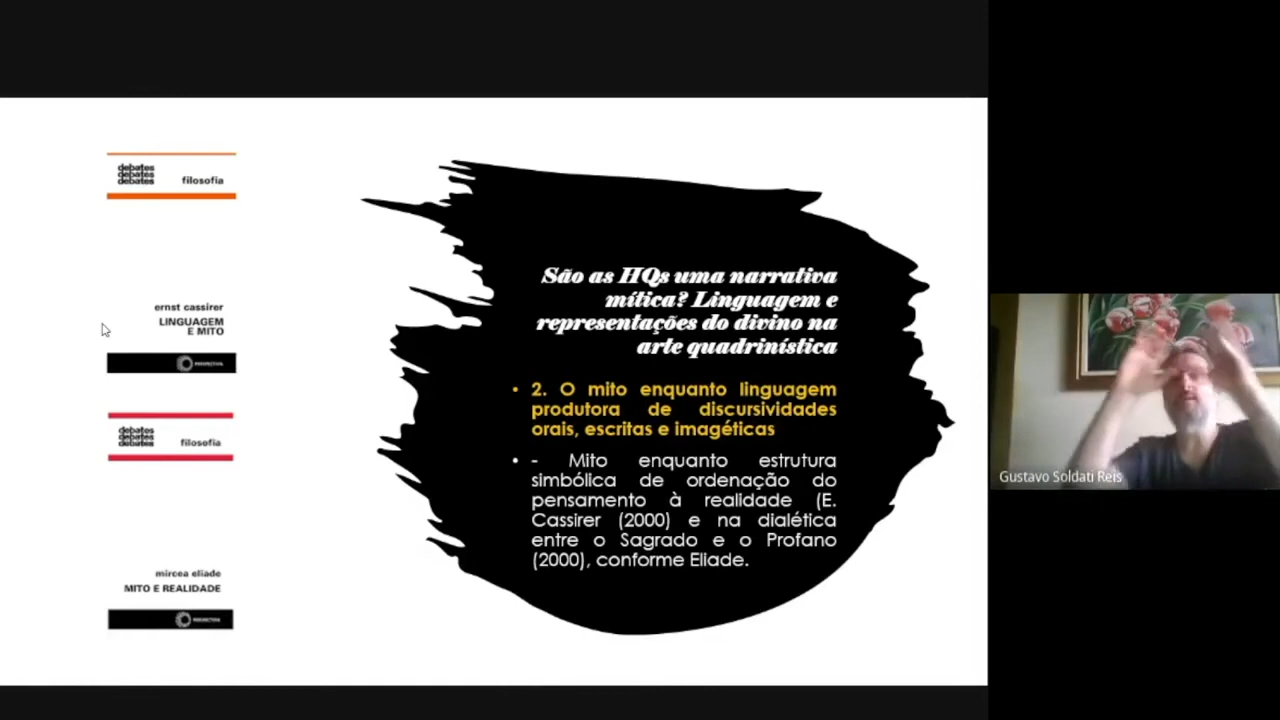 debates
debates
debates
filosofia
ernst cassirer
LINGUAGEM
E MITO
PERSPECTIVA
debates
debates
debates
filosofia
mircea eliade
MITO E REALIDADE
PERSPECTIVA
São as HQs uma narrativa
mítica? Linguagem e
representações do divino na
arte quadrinística
• 2. O mito enquanto linguagem
produtora de discursividades
orais, escritas e imagéticas
• - Mito enquanto estrutura
simbólica de ordenação do
pensamento à realidade (E.
Cassirer (2000) e na dialética
entre o Sagrado e o Profano
(2000), conforme Eliade.
Gustavo Soldati Reis